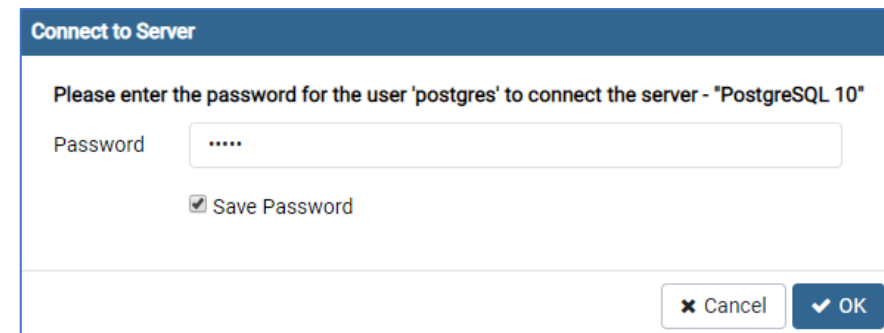 Connect to Server
Please enter the password for the user 'postgres' to connect the server - "PostgreSQL 10"
Password •••••
Save Password
Cancel OK